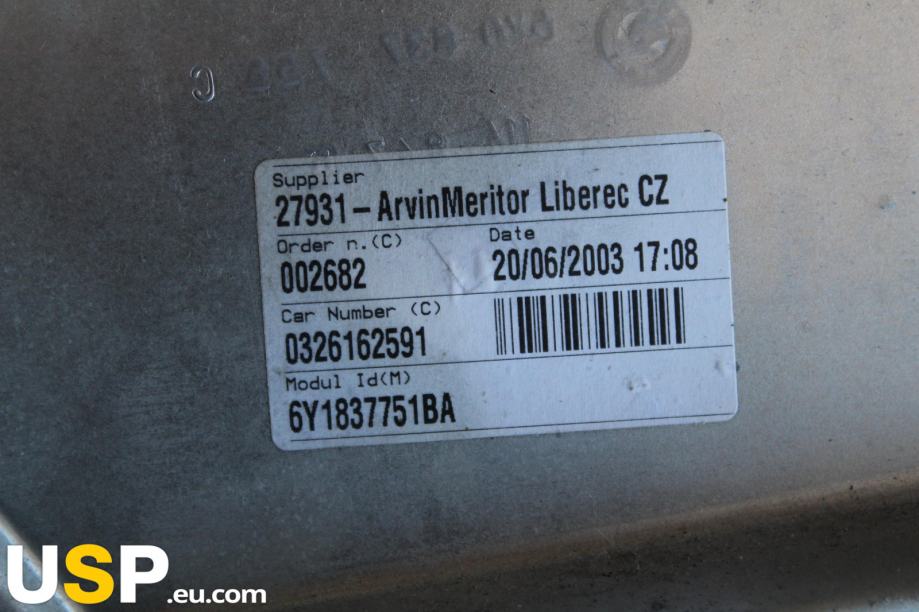 C
Supplier
27931-ArvinMeritor Liberec CZ
Order n.(C)
002682
Date
20/06/2003 17:08
Car Number (C)
0326162591
Modul Id(M)
6Y1837751BA
USP.eu.com